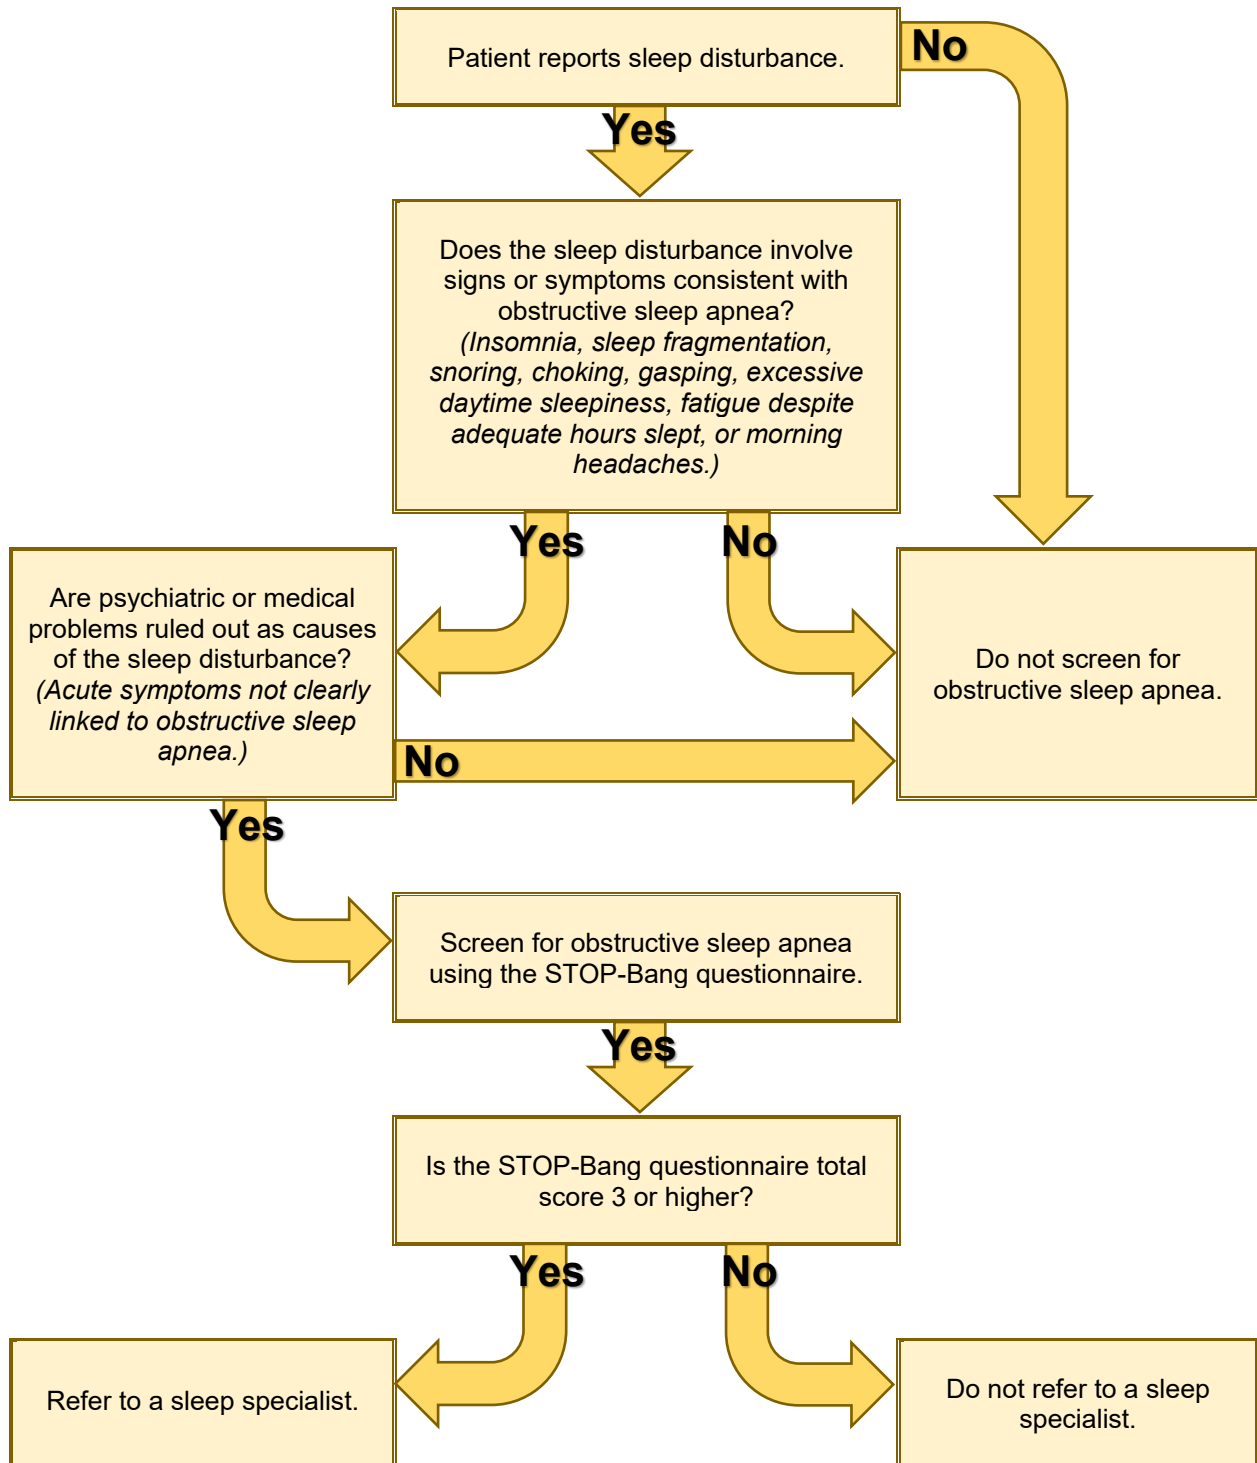 Patient reports sleep disturbance.
No
Yes
Does the sleep disturbance involve
signs or symptoms consistent with
obstructive sleep apnea?
(Insomnia, sleep fragmentation,
snoring, choking, gasping, excessive
daytime sleepiness, fatigue despite
adequate hours slept, or morning
headaches.)
Yes
No
Are psychiatric or medical
problems ruled out as causes
of the sleep disturbance?
(Acute symptoms not clearly
linked to obstructive sleep
apnea.)
Do not screen for
obstructive sleep apnea.
No
Yes
Screen for obstructive sleep apnea
using the STOP-Bang questionnaire.
Yes
Is the STOP-Bang questionnaire total
score 3 or higher?
Yes
No
Refer to a sleep specialist.
Do not refer to a sleep
specialist.